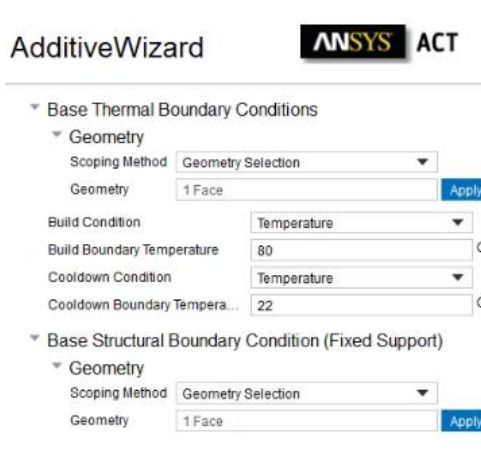 AdditiveWizard
ANSYS ACT
Base Thermal Boundary Conditions
Geometry
Scoping Method Geometry Selection
Geometry 1 Face Apply
Build Condition Temperature
Build Boundary Temperature 80
Cooldown Condition Temperature
Cooldown Boundary Tempera... 22
Base Structural Boundary Condition (Fixed Support)
Geometry
Scoping Method Geometry Selection
Geometry 1 Face Apply